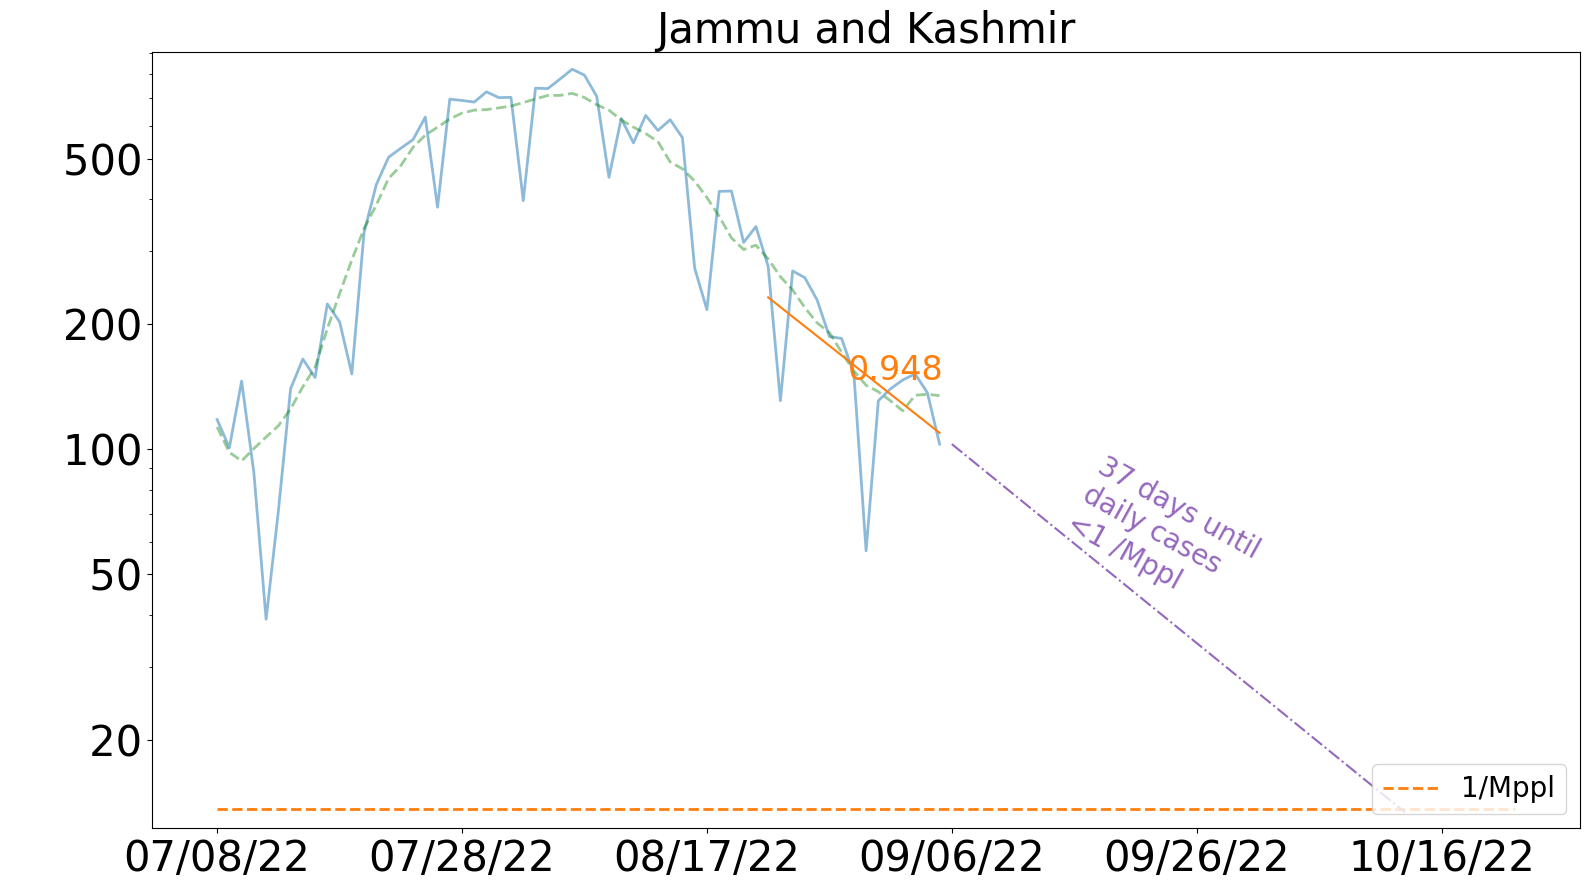 Jammu and Kashmir
500
200
100
50
20
0.948
37 days until
daily cases
<1 /Mppl
1/Mppl
07/08/22
07/28/22
08/17/22
09/06/22
09/26/22
10/16/22